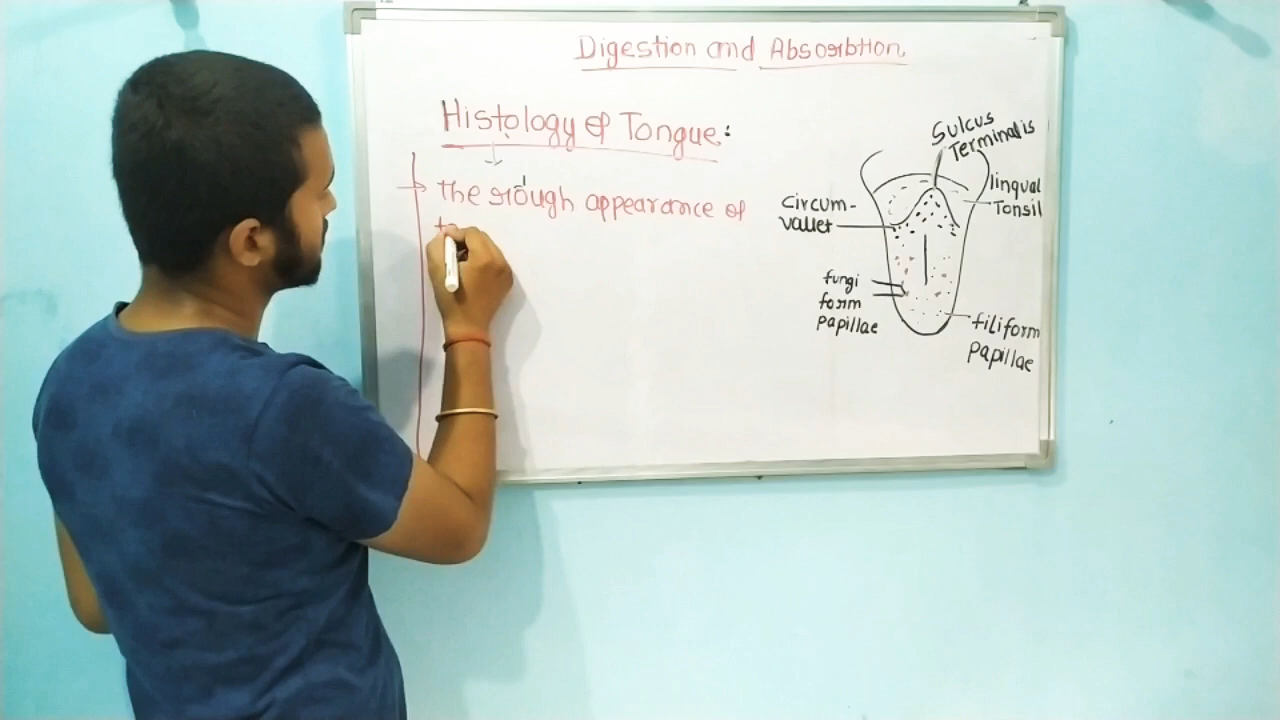 Digestion and Absorbtion
Histology of Tongue:
the rough appearance of
Sulcus
Terminalis
lingual
Tonsil
Circum-
vallet
fungi
form
papillae
filiform
papillae